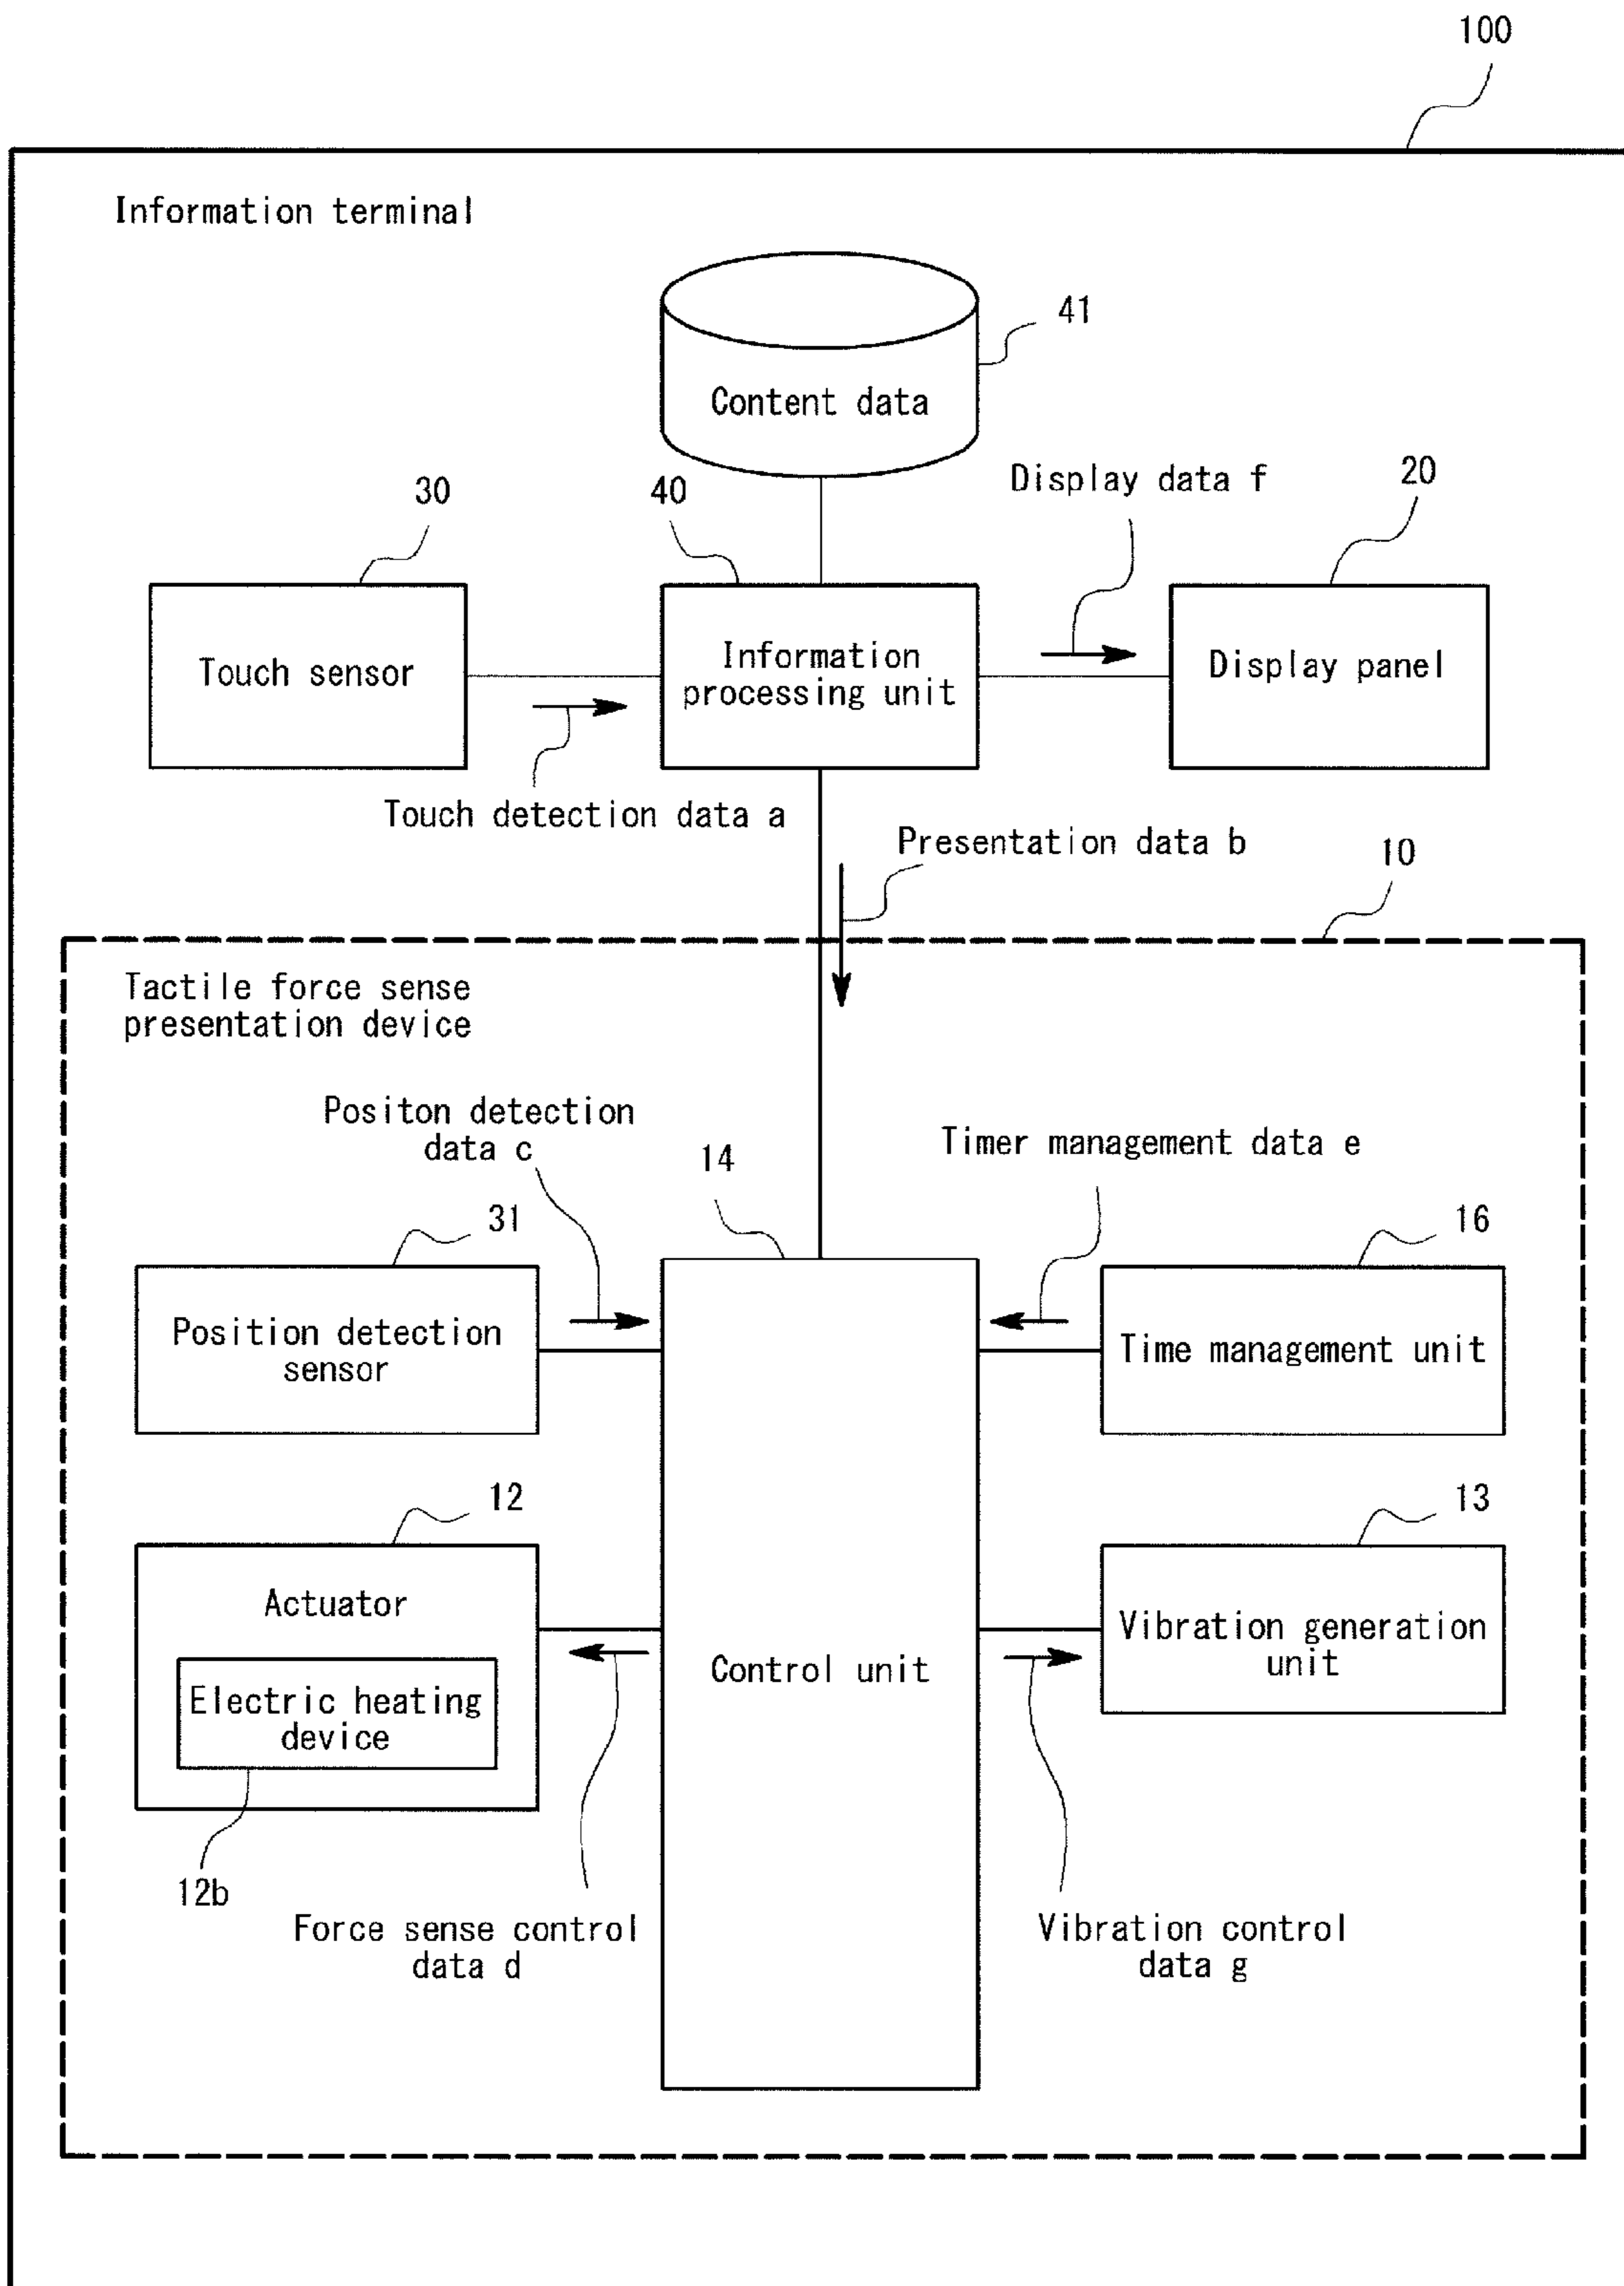 100
Information terminal
41
Content data
Display data f
20
30
40
Touch sensor
Information
processing unit
Display panel
Touch detection data a
Presentation data b
10
Tactile force sense
presentation device
Positon detection
data c
14
Timer management data e
31
16
Position detection
sensor
Time management unit
12
13
Actuator
Electric heating
device
Control unit
Vibration generation
unit
12b
Force sense control
data d
Vibration control
data g